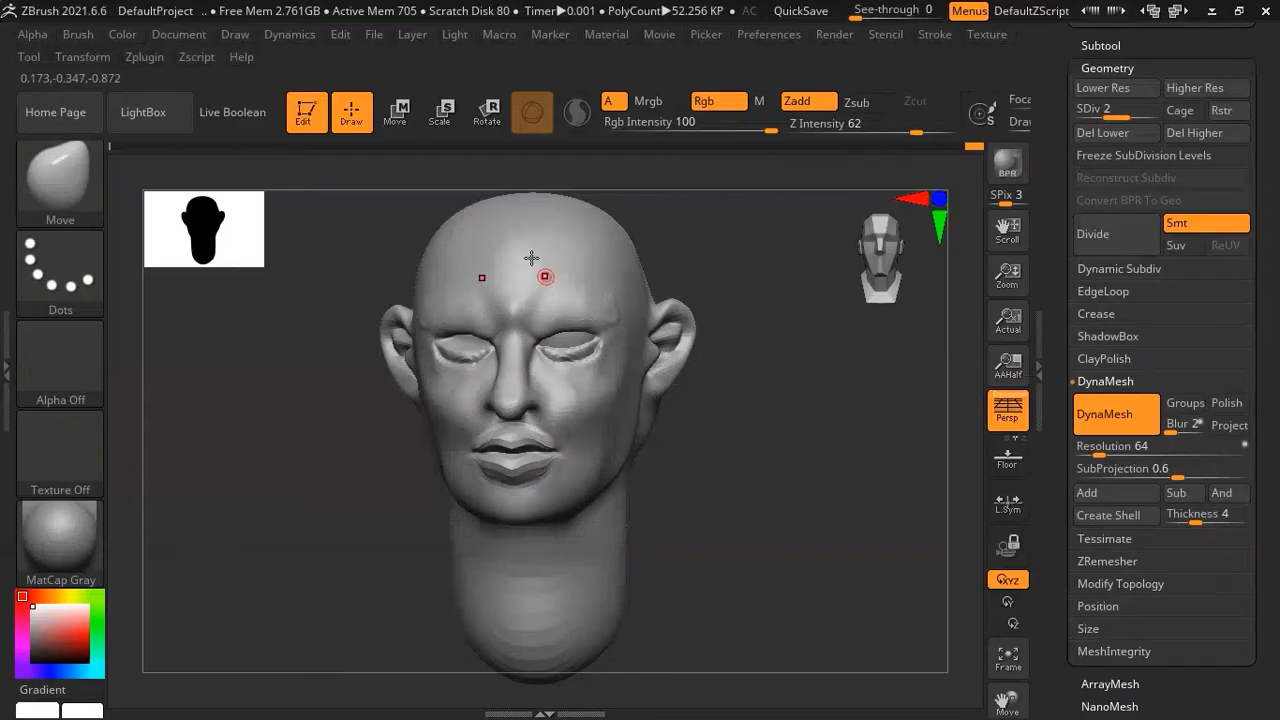 ZBrush 2021.6.6 DefaultProject .. • Free Mem 2.761GB • Active Mem 705 • Scratch Disk 80 • Timer▶0.001 • PolyCount▶52.256 KP • AC QuickSave See-through 0 Menus DefaultZScript
Alpha Brush Color Document Draw Dynamics Edit File Layer Light Macro Marker Material Movie Picker Preferences Render Stencil Stroke Texture
Tool Transform Zplugin Zscript Help
0.173,-0.347,-0.872
Home Page LightBox Live Boolean Edit Draw Move Scale Rotate
A Mrgb Rgb M Zadd Zsub Zcut Foca
Rgb Intensity 100 Z Intensity 62 Drav
M
S
R
S
Move
Dots
Alpha Off
Texture Off
MatCap Gray
Gradient
BPR
SPix 3
Scroll
Zoom
Actual
AAHalf
Persp
Floor
L.Sym
XYZ
Y
Z
Frame
Move
Subtool
Geometry
Lower Res Higher Res
SDiv 2 Cage Rstr
Del Lower Del Higher
Freeze SubDivision Levels
Reconstruct Subdiv
Convert BPR To Geo
Divide Smt
Suv ReUV
Dynamic Subdiv
EdgeLoop
Crease
ShadowBox
ClayPolish
DynaMesh
DynaMesh Groups Polish
Blur 2 Project
Resolution 64
SubProjection 0.6
Add Sub And
Create Shell Thickness 4
Tessimate
ZRemesher
Modify Topology
Position
Size
MeshIntegrity
ArrayMesh
NanoMesh